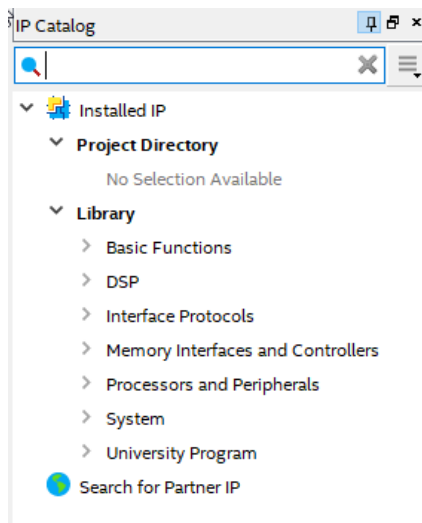 IP Catalog
Installed IP
Project Directory
No Selection Available
Library
Basic Functions
DSP
Interface Protocols
Memory Interfaces and Controllers
Processors and Peripherals
System
University Program
Search for Partner IP